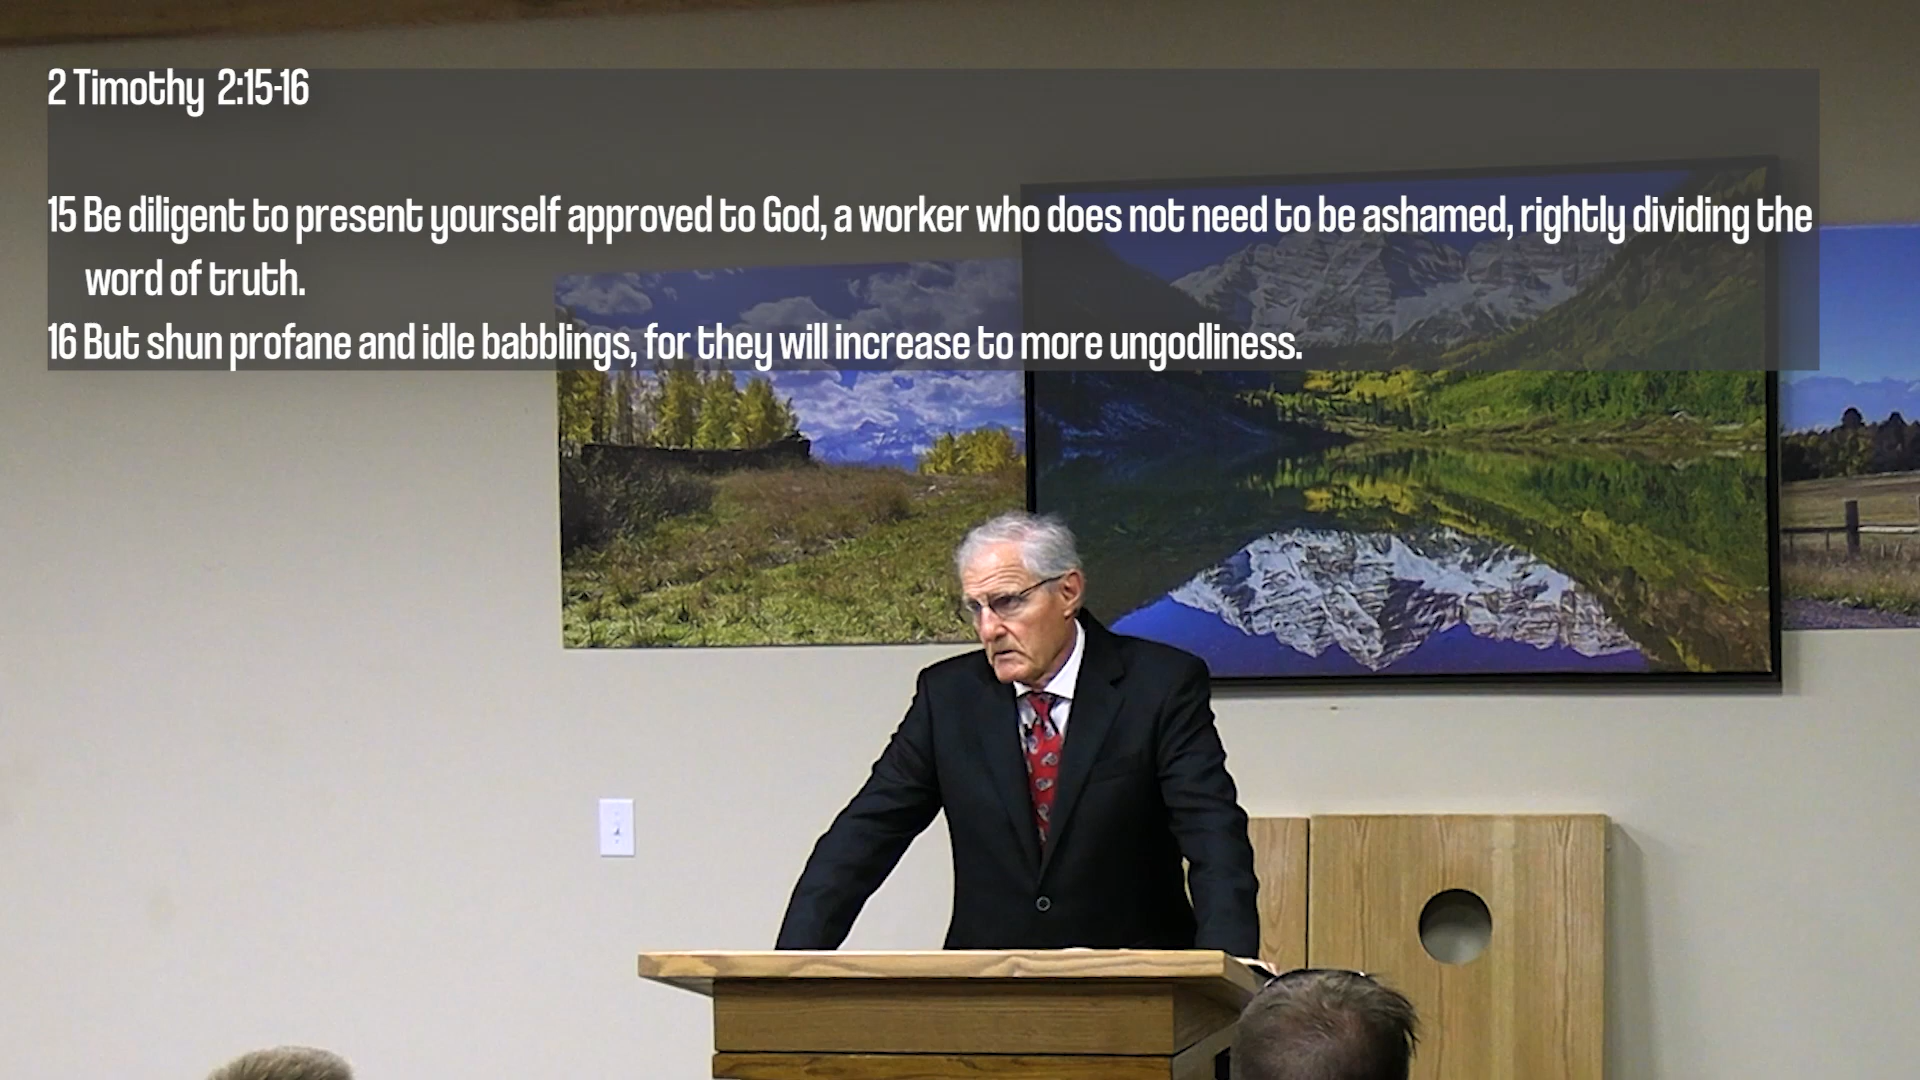 2 Timothy 2:15-16
15 Be diligent to present yourself approved to God, a worker who does not need to be ashamed, rightly dividing the
word of truth.
16 But shun profane and idle babblings, for they will increase to more ungodliness.